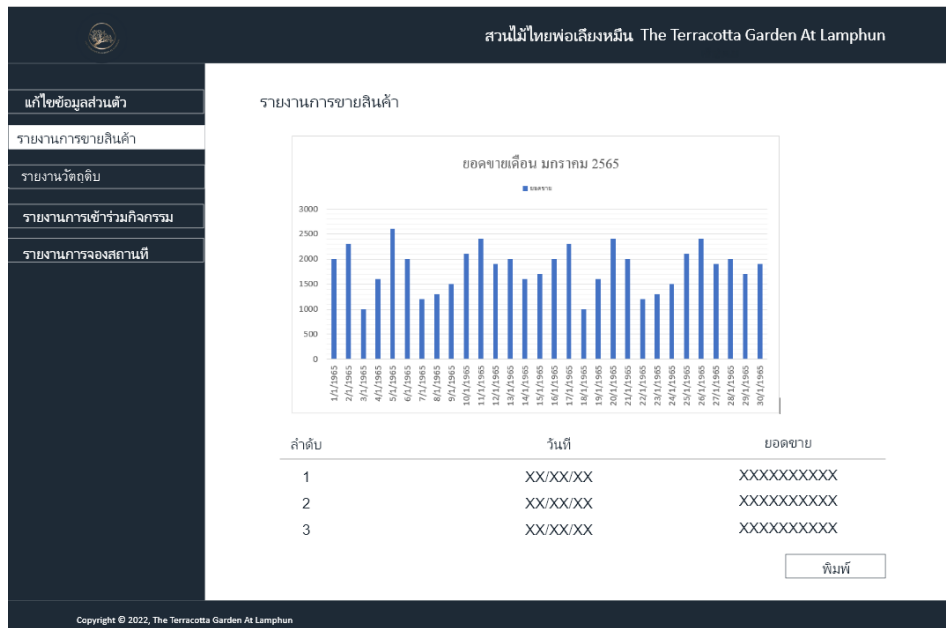 สวนไม้ไทยพ่อเลี้ยงหมื่น The Terracotta Garden At Lamphun
แก้ไขข้อมูลส่วนตัว
รายงานการขายสินค้า
รายงานวัตถุดิบ
รายงานการเข้าร่วมกิจกรรม
รายงานการจองสถานที่
รายงานการขายสินค้า
ยอดขายเดือน มกราคม 2565
ยอดขาย
3000
2500
2000
1500
1000
500
0
1/1/1965
2/1/1965
3/1/1965
4/1/1965
5/1/1965
6/1/1965
7/1/1965
8/1/1965
9/1/1965
10/1/1965
11/1/1965
12/1/1965
13/1/1965
14/1/1965
15/1/1965
16/1/1965
17/1/1965
18/1/1965
19/1/1965
20/1/1965
21/1/1965
22/1/1965
23/1/1965
24/1/1965
25/1/1965
26/1/1965
27/1/1965
28/1/1965
29/1/1965
30/1/1965
ลำดับ วันที่ ยอดขาย
1 XX/XX/XX XXXXXXXXXX
2 XX/XX/XX XXXXXXXXXX
3 XX/XX/XX XXXXXXXXXX
พิมพ์
Copyright © 2022, The Terracotta Garden At Lamphun